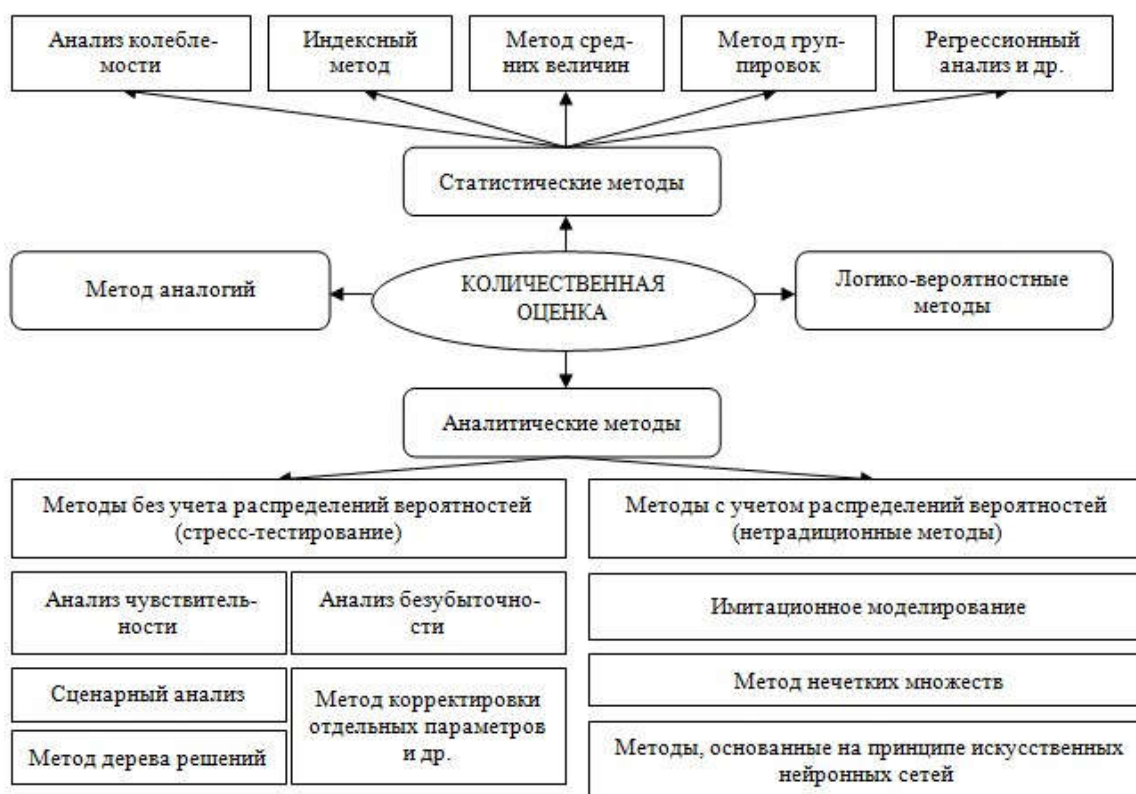 Анализ колебле-
мости
Индексный
метод
Метод сред-
них величин
Метод груп-
пировок
Регрессионный
анализ и др.
Статистические методы
Метод аналогий
КОЛИЧЕСТВЕННАЯ
ОЦЕНКА
Логико-вероятностные
методы
Аналитические методы
Методы без учета распределений вероятностей
(стресс-тестирование)
Методы с учетом распределений вероятностей
(нетрадиционные методы)
Анализ чувствитель-
ности
Анализ безубыточно-
сти
Имитационное моделирование
Сценарный анализ
Метод корректировки
отдельных параметров
и др.
Метод нечетких множеств
Метод дерева решений
Методы, основанные на принципе искусственных
нейронных сетей